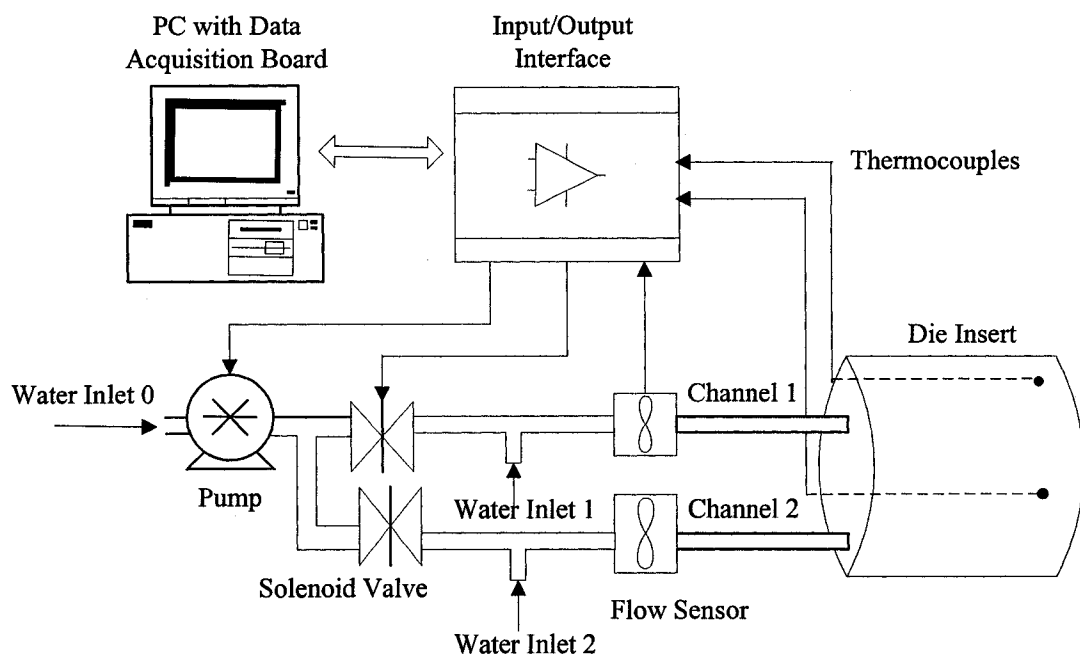 PC with Data
Acquisition Board
Input/Output
Interface
Thermocouples
Die Insert
Water Inlet 0
Channel 1
Pump
Water Inlet 1
Channel 2
Solenoid Valve
Flow Sensor
Water Inlet 2